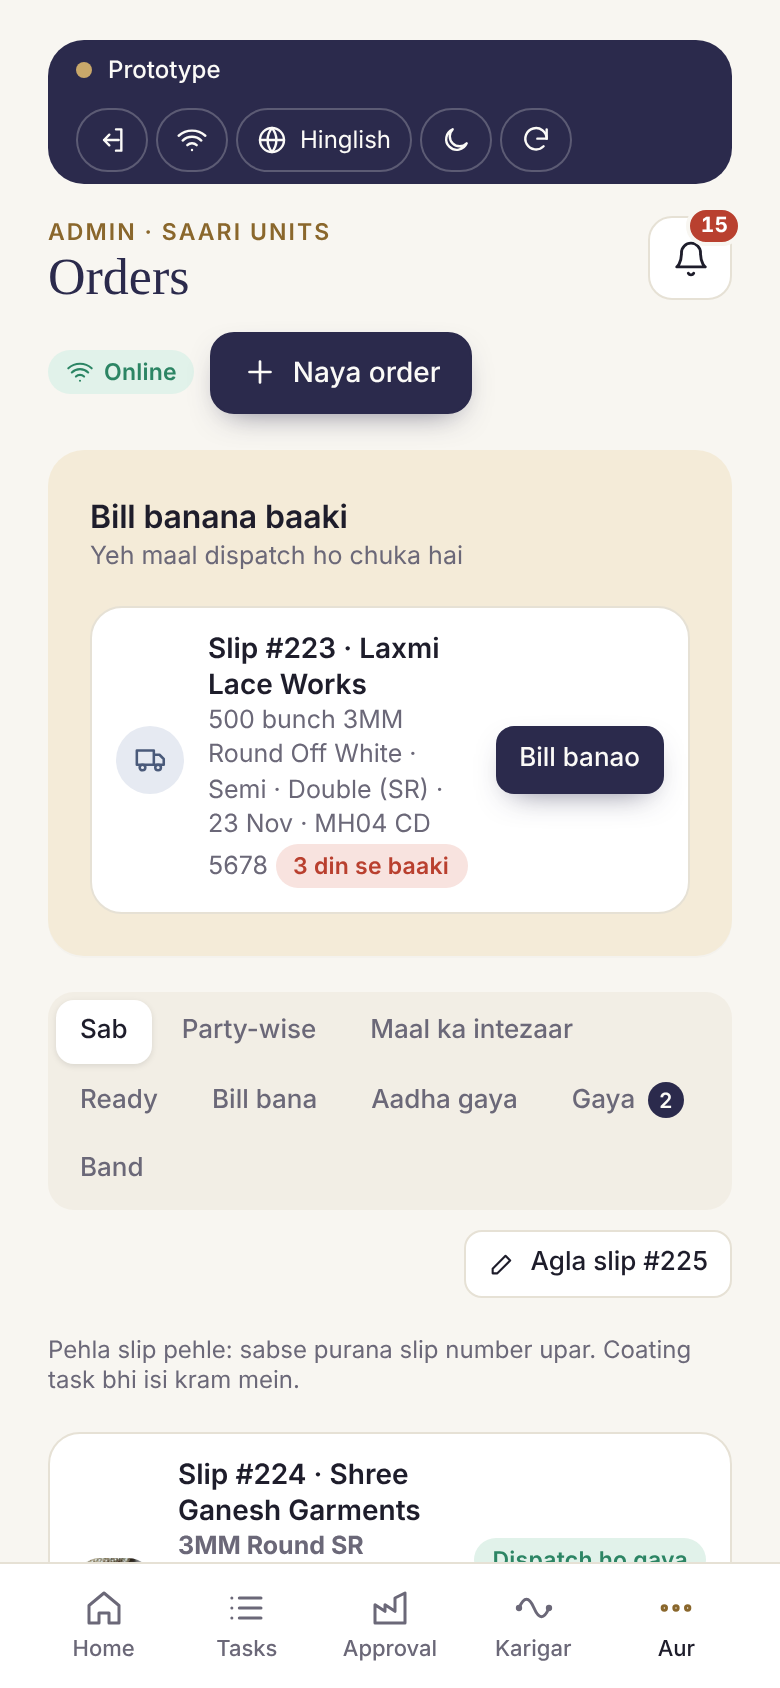 Prototype
Hinglish
ADMIN · SAARI UNITS
Orders
15
Online
Naya order
Bill banana baaki
Yeh maal dispatch ho chuka hai
Slip #223 · Laxmi
Lace Works
500 bunch 3MM
Round Off White ·
Semi · Double (SR) ·
23 Nov · MH04 CD
5678 3 din se baaki
Bill banao
Sab Party-wise Maal ka intezaar
Ready Bill bana Aadha gaya Gaya 2
Band
Agla slip #225
Pehla slip pehle: sabse purana slip number upar. Coating
task bhi isi kram mein.
Slip #224 · Shree
Ganesh Garments
3MM Round SR
Dispatch ho gaya
Home Tasks Approval Karigar Aur